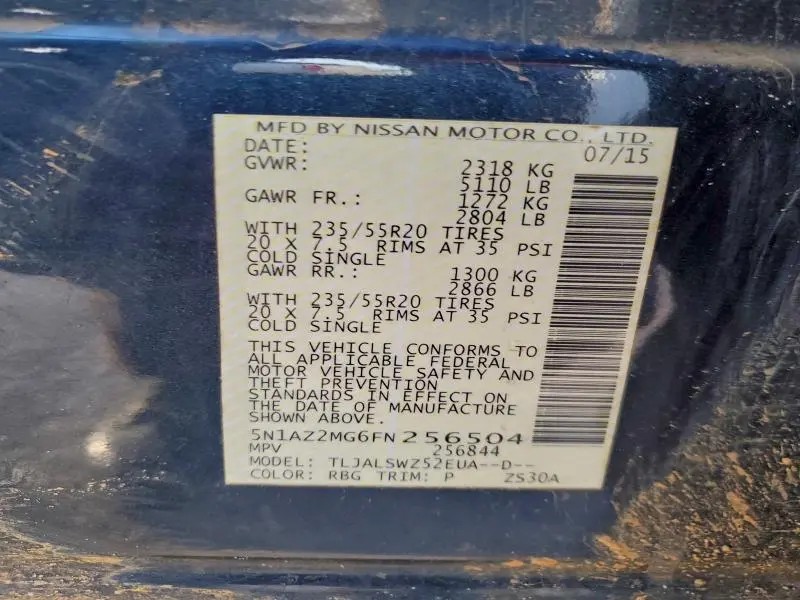 MFD BY NISSAN MOTOR CO., LTD.
DATE: 07/15
GVWR: 2318 KG
5110 LB
GAWR FR.: 1272 KG
2804 LB
WITH 235/55R20 TIRES
20 X 7.5 RIMS AT 35 PSI
COLD SINGLE
GAWR RR.: 1300 KG
2866 LB
WITH 235/55R20 TIRES
20 X 7.5 RIMS AT 35 PSI
COLD SINGLE
THIS VEHICLE CONFORMS TO
ALL APPLICABLE FEDERAL
MOTOR VEHICLE SAFETY AND
THEFT PREVENTION
STANDARDS IN EFFECT ON
THE DATE OF MANUFACTURE
SHOWN ABOVE.
5N1AZ2MG6FN256504
MPV 256844
MODEL: TLJALSWZ52EUA--D--
COLOR: RBG TRIM: P ZS30A